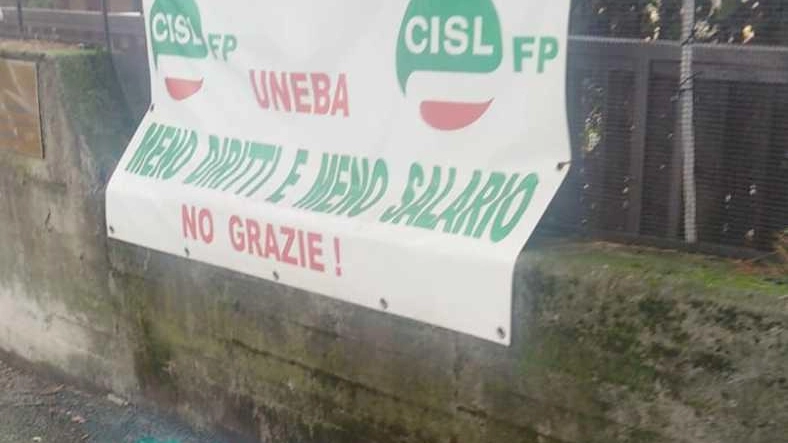 CISL FP CISL FP
UNEBA
MENO DIRITTI E MENO SALARIO
NO GRAZIE !